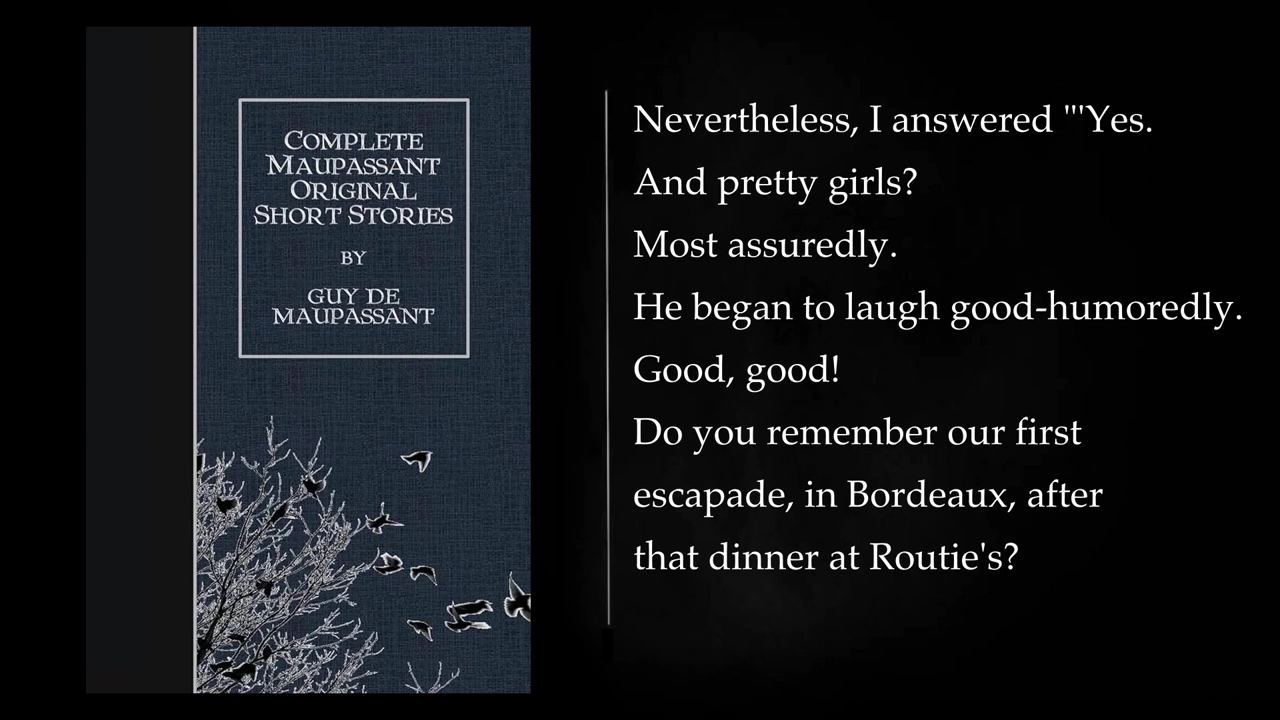 COMPLETE
MAUPASSANT
ORIGINAL
SHORT STORIES
BY
GUY DE
MAUPASSANT
Nevertheless, I answered "'Yes.
And pretty girls?
Most assuredly.
He began to laugh good-humoredly.
Good, good!
Do you remember our first
escapade, in Bordeaux, after
that dinner at Routie's?